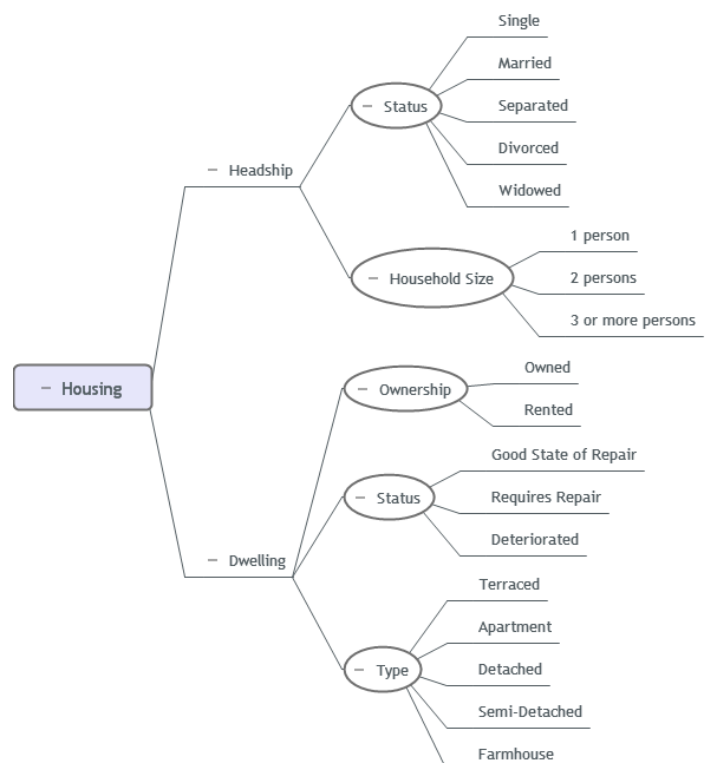 Single
Married
Status
Separated
Divorced
Headship
Widowed
1 person
Household Size
2 persons
3 or more persons
Housing
Owned
Ownership
Rented
Good State of Repair
Status
Requires Repair
Deteriorated
Dwelling
Terraced
Apartment
Type
Detached
Semi-Detached
Farmhouse